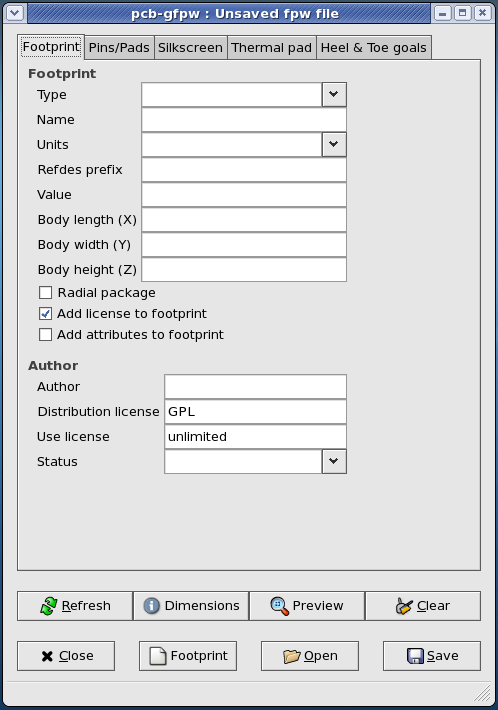 pcb-gfpw : Unsaved fpw file
Footprint Pins/Pads Silkscreen Thermal pad Heel & Toe goals
Footprint
Type
Name
Units
Refdes prefix
Value
Body length (X)
Body width (Y)
Body height (Z)
Radial package
Add license to footprint
Add attributes to footprint
Author
Author
Distribution license GPL
Use license unlimited
Status
Refresh Dimensions Preview Clear
Close Footprint Open Save